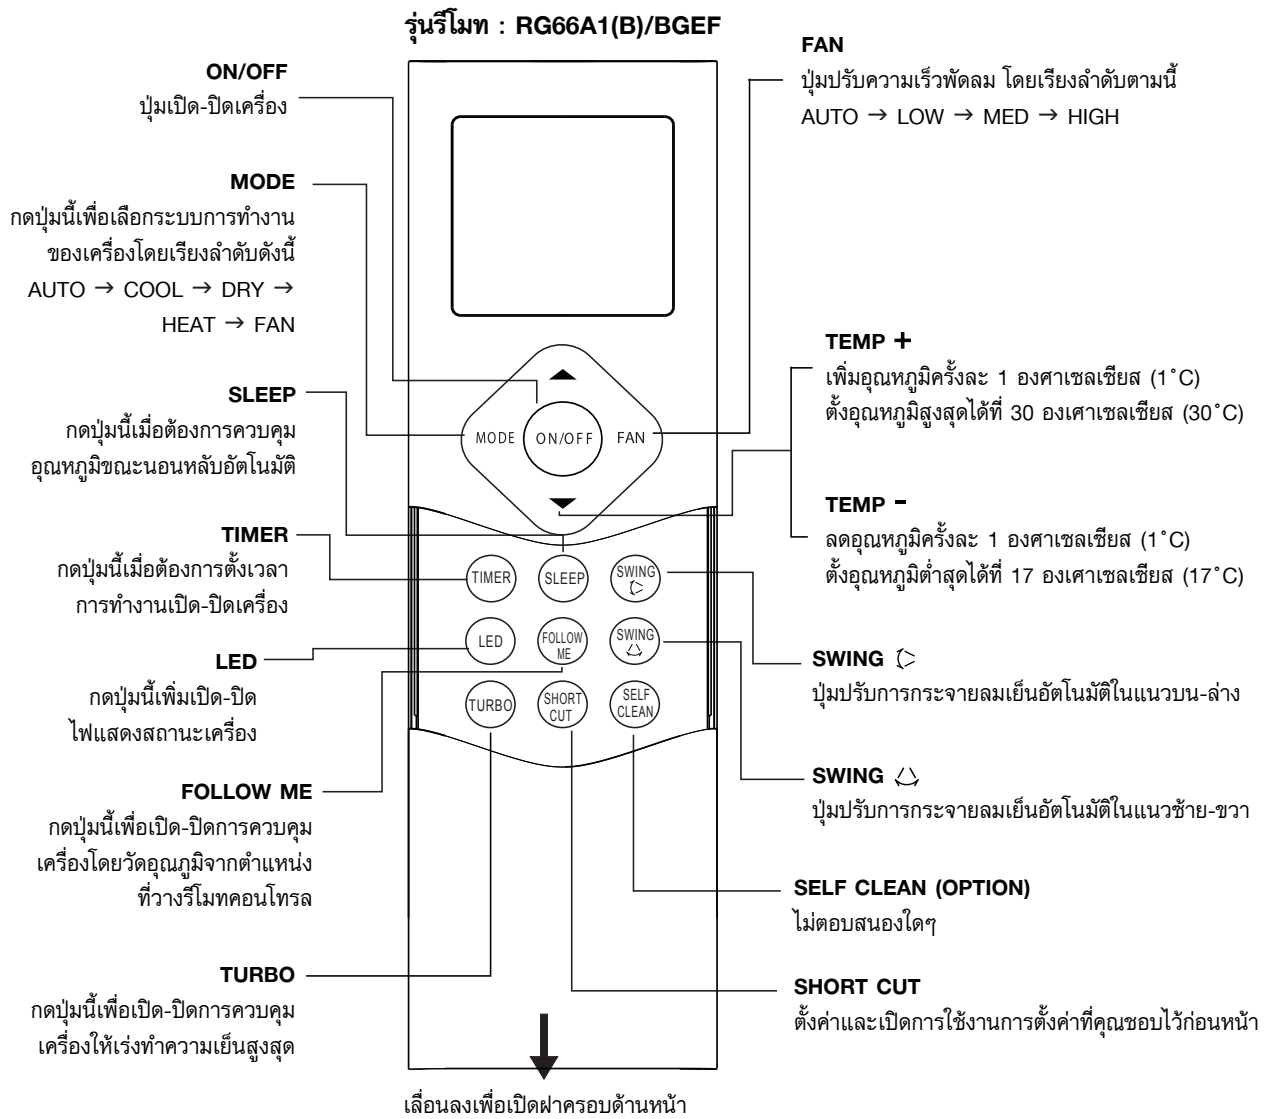 รุ่นรีโมท : RG66A1(B)/BGEF
ON/OFF
ปุ่มเปิด-ปิดเครื่อง
MODE
กดปุ่มนี้เพื่อเลือกระบบการทำงาน
ของเครื่องโดยเรียงลำดับดังนี้
AUTO → COOL → DRY →
HEAT → FAN
SLEEP
กดปุ่มนี้เมื่อต้องการควบคุม
อุณหภูมิขณะนอนหลับอัตโนมัติ
TIMER
กดปุ่มนี้เมื่อต้องการตั้งเวลา
การทำงานเปิด-ปิดเครื่อง
LED
กดปุ่มนี้เพิ่มเปิด-ปิด
ไฟแสดงสถานะเครื่อง
FOLLOW ME
กดปุ่มนี้เพื่อเปิด-ปิดการควบคุม
เครื่องโดยวัดอุณภูมิจากตำแหน่ง
ที่วางรีโมทคอนโทรล
TURBO
กดปุ่มนี้เพื่อเปิด-ปิดการควบคุม
เครื่องให้เร่งทำความเย็นสูงสุด
MODE ON/OFF FAN
TIMER SLEEP SWING
LED FOLLOW ME SWING
TURBO SHORT CUT SELF CLEAN
เลื่อนลงเพื่อเปิดฝาครอบด้านหน้า
FAN
ปุ่มปรับความเร็วพัดลม โดยเรียงลำดับตามนี้
AUTO → LOW → MED → HIGH
TEMP +
เพิ่มอุณหภูมิครั้งละ 1 องศาเซลเซียส (1˚C)
ตั้งอุณหภูมิสูงสุดได้ที่ 30 องเศาเซลเซียส (30˚C)
TEMP -
ลดอุณหภูมิครั้งละ 1 องศาเซลเซียส (1˚C)
ตั้งอุณหภูมิต่ำสุดได้ที่ 17 องเศาเซลเซียส (17˚C)
SWING
ปุ่มปรับการกระจายลมเย็นอัตโนมัติในแนวบน-ล่าง
SWING
ปุ่มปรับการกระจายลมเย็นอัตโนมัติในแนวซ้าย-ขวา
SELF CLEAN (OPTION)
ไม่ตอบสนองใดๆ
SHORT CUT
ตั้งค่าและเปิดการใช้งานการตั้งค่าที่คุณชอบไว้ก่อนหน้า